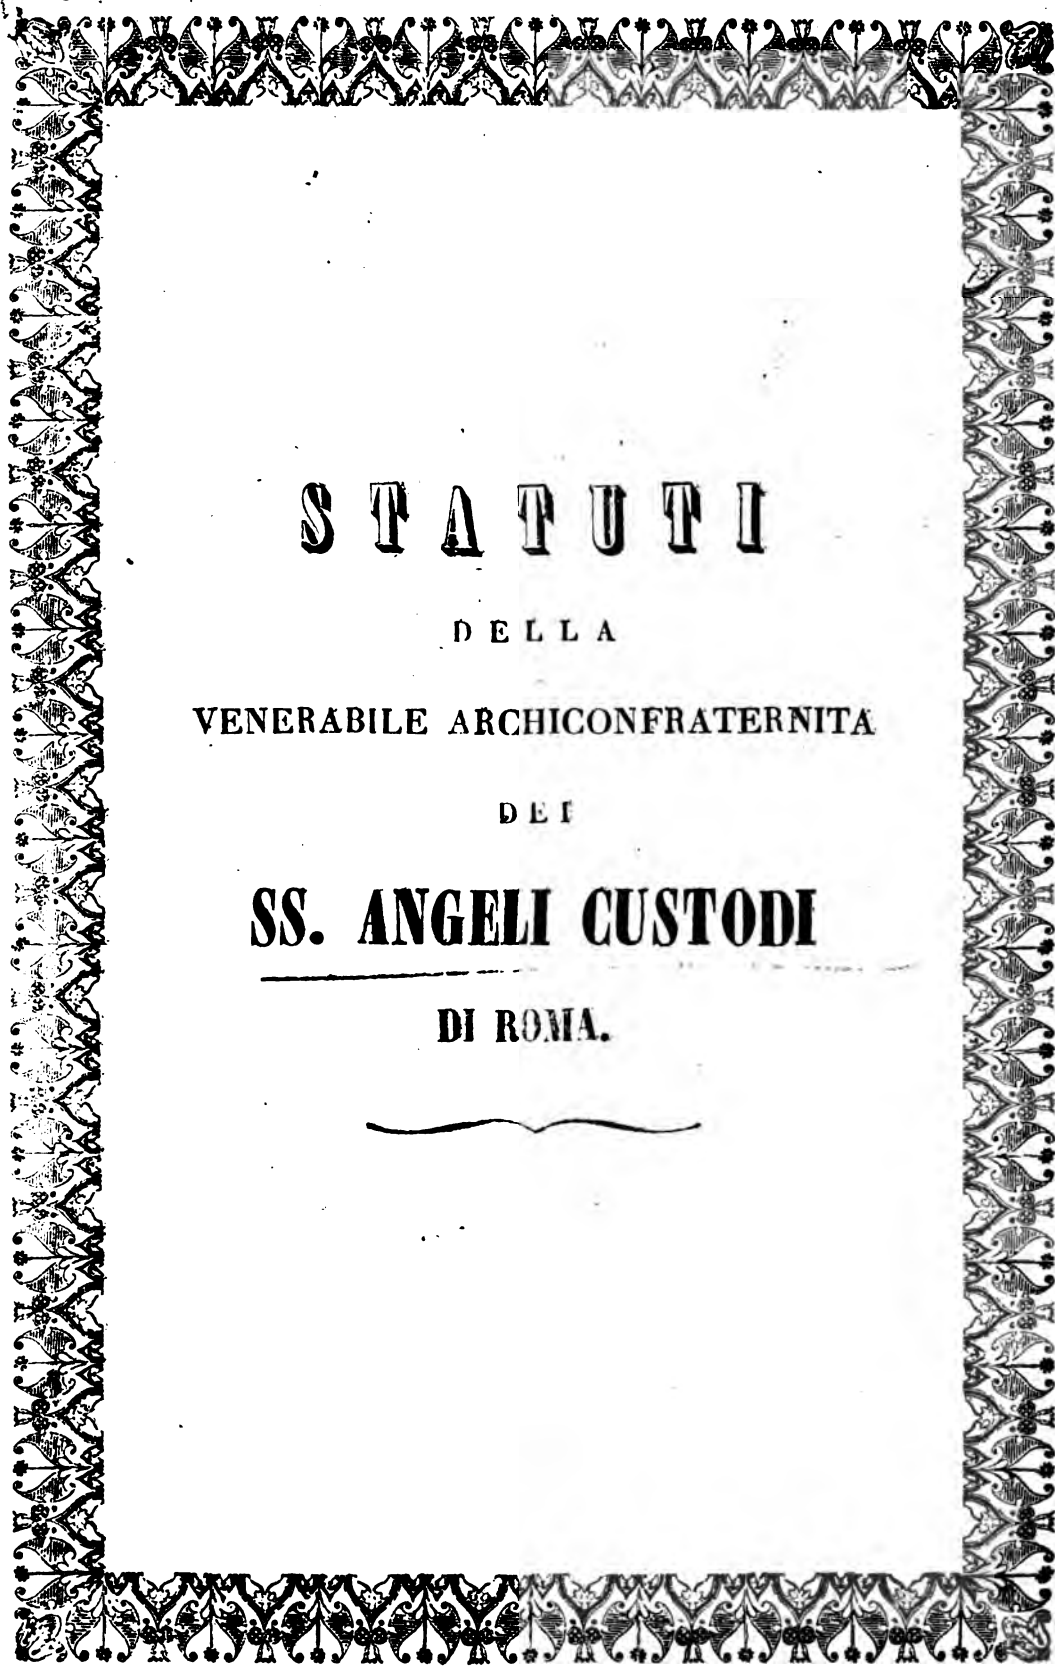 STATUTI
DELLA
VENERABILE ARCHICONFRATERNITA
DEI
SS. ANGELI CUSTODI
DI ROMA.